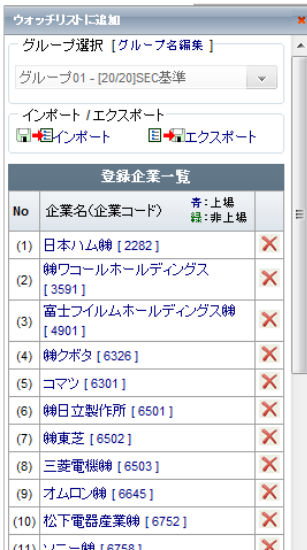 ウォッチリストに追加
グループ選択 [グループ名編集 ]
グループ01 - [20/20]SEC基準
インポート / エクスポート
インポート エクスポート
登録企業一覧
No 企業名(企業コード) 青:上場
緑:非上場
(1) 日本ハム㈱ [ 2282 ]
(2) ㈱ワコールホールディングス
[ 3591 ]
(3) 富士フイルムホールディングス㈱
[ 4901 ]
(4) ㈱クボタ [ 6326 ]
(5) コマツ [ 6301 ]
(6) ㈱日立製作所 [ 6501 ]
(7) ㈱東芝 [ 6502 ]
(8) 三菱電機㈱ [ 6503 ]
(9) オムロン㈱ [ 6645 ]
(10) 松下電器産業㈱ [ 6752 ]
(11) ソニー㈱ [ 6758 ]